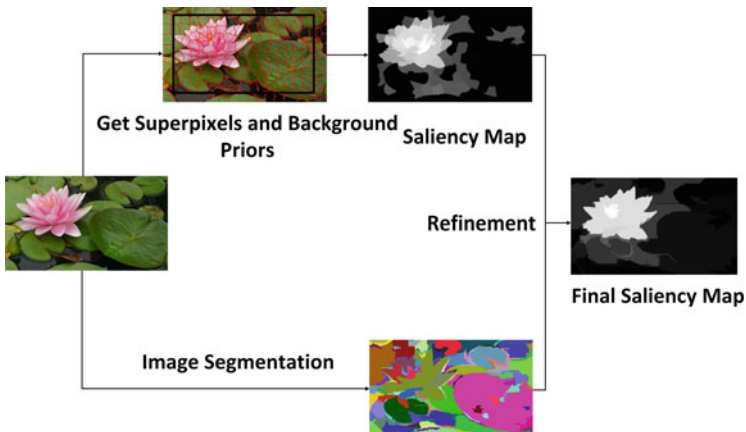 Get Superpixels and Background
Priors
Saliency Map
Refinement
Final Saliency Map
Image Segmentation